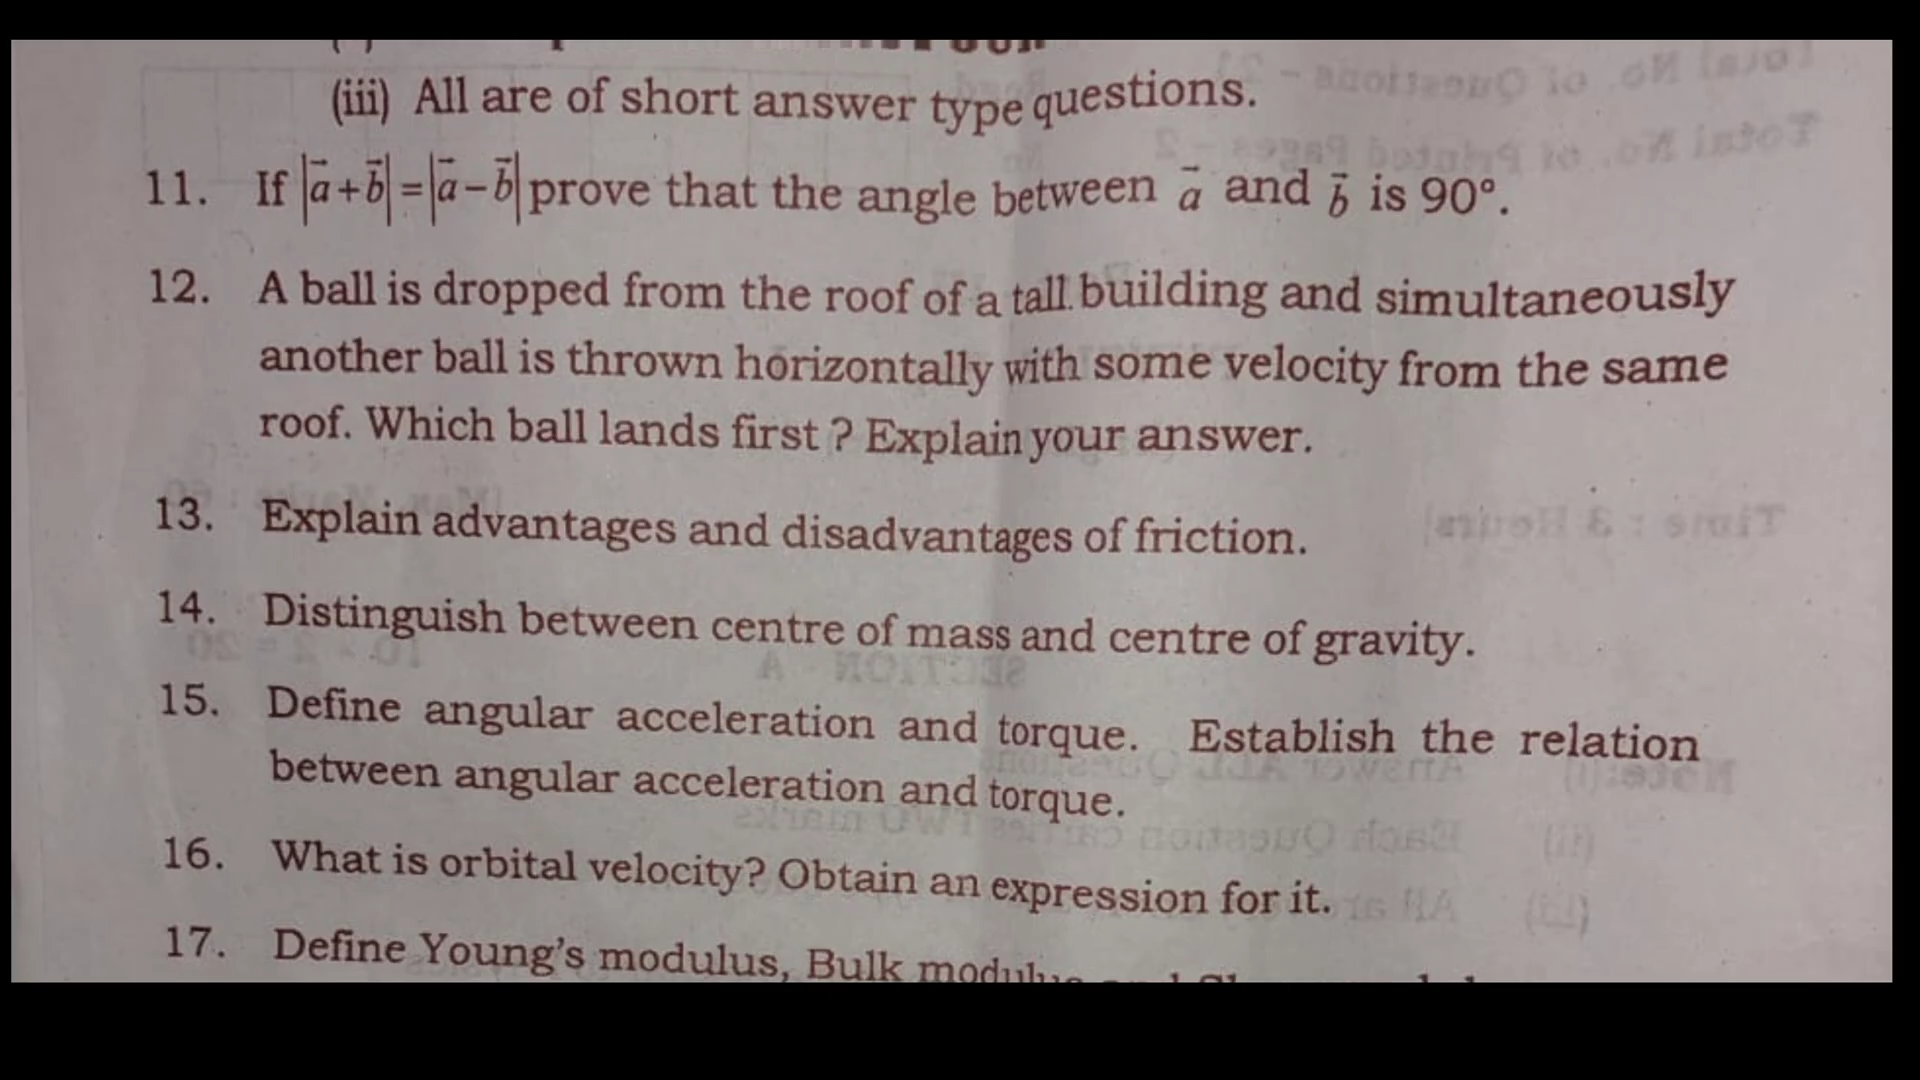 (iii) All are of short answer type questions.
11. If |a̅+b̅|=|a̅−b̅| prove that the angle between a̅ and b̅ is 90°.
12. A ball is dropped from the roof of a tall building and simultaneously
another ball is thrown horizontally with some velocity from the same
roof. Which ball lands first ? Explain your answer.
13. Explain advantages and disadvantages of friction.
14. Distinguish between centre of mass and centre of gravity.
15. Define angular acceleration and torque. Establish the relation
between angular acceleration and torque.
16. What is orbital velocity? Obtain an expression for it.
17. Define Young's modulus, Bulk modulus